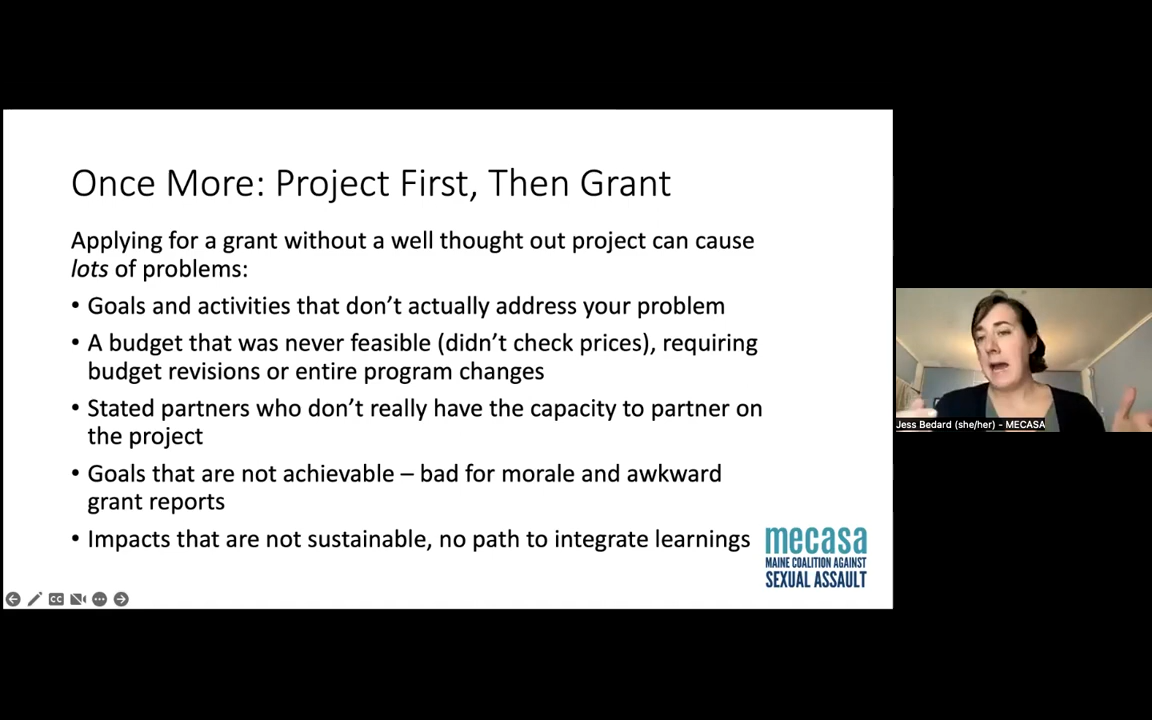 Once More: Project First, Then Grant
Applying for a grant without a well thought out project can cause
lots of problems:
• Goals and activities that don’t actually address your problem
• A budget that was never feasible (didn’t check prices), requiring
budget revisions or entire program changes
• Stated partners who don’t really have the capacity to partner on
the project
• Goals that are not achievable – bad for morale and awkward
grant reports
• Impacts that are not sustainable, no path to integrate learnings
mecasa
MAINE COALITION AGAINST
SEXUAL ASSAULT
CC
Jess Bedard (she/her) - MECASA